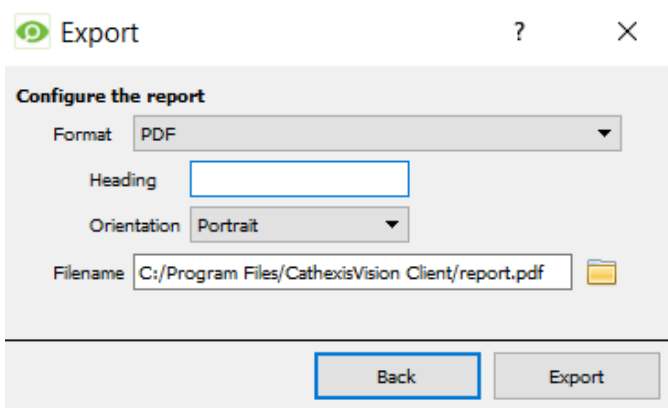 Export ?
Configure the report
Format PDF
Heading
Orientation Portrait
Filename C:/Program Files/CathexisVision Client/report.pdf
Back Export